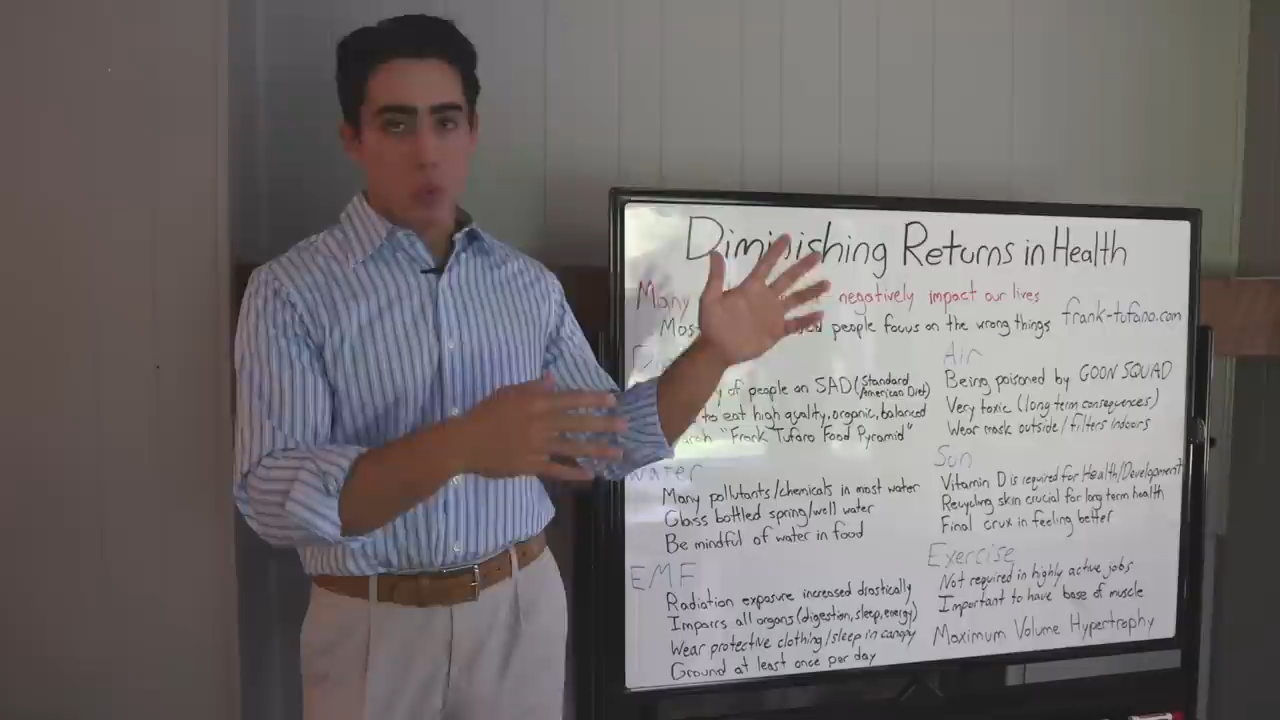 Diminishing Returns in Health
Many negatively impact our lives
people focus on the wrong things
frank-tufano.com
of people on SAD (Standard American Diet)
to eat high quality, organic, balanced
"Frank Tufano Food Pyramid"
Water
Many pollutants/chemicals in most water
Glass bottled spring/well water
Be mindful of water in food
EMF
Radiation exposure increased drastically
Impairs all organs (digestion, sleep, energy)
Wear protective clothing/sleep in canopy
Ground at least once per day
Air
Being poisoned by GOON SQUAD
Very toxic (long term consequences)
Wear mask outside/filters indoors
Sun
Vitamin D is required for Health/Development
Recycling skin crucial for long term health
Final crux in feeling better
Exercise
Not required in highly active jobs
Important to have base of muscle
Maximum Volume Hypertrophy